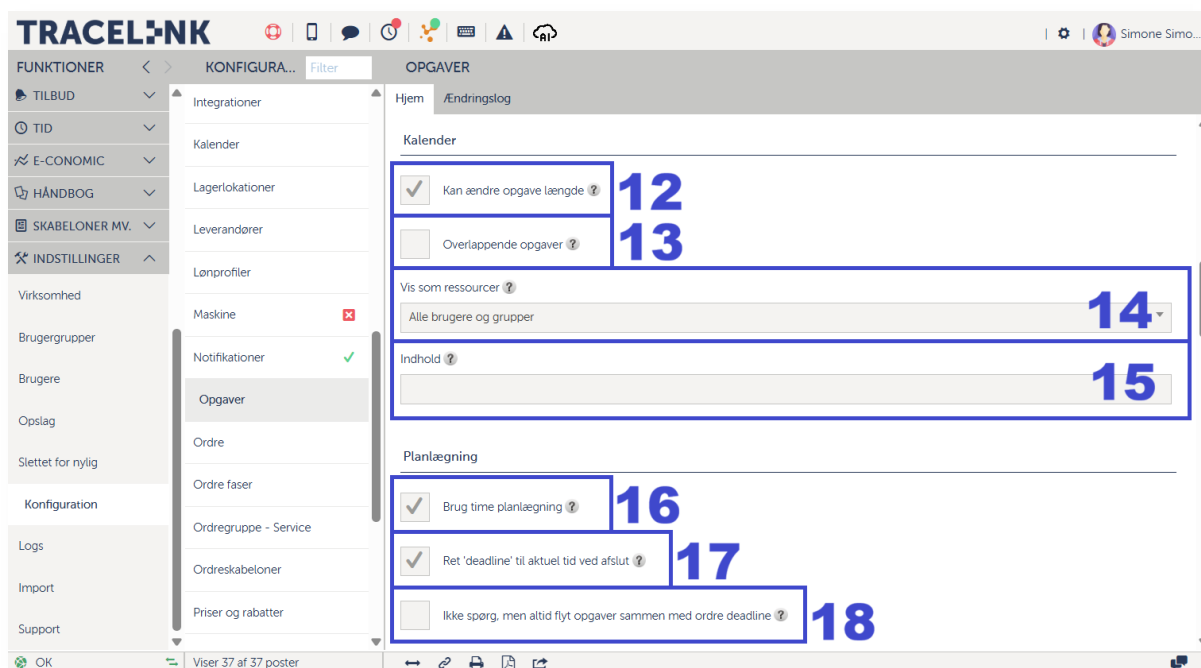 TRACELINK
AI
Simone Simo...
FUNKTIONER
KONFIGURA...
Filter
OPGAVER
TILBUD
TID
E-CONOMIC
HÅNDBOG
SKABELONER MV.
INDSTILLINGER
Virksomhed
Brugergrupper
Brugere
Opslag
Slettet for nylig
Konfiguration
Logs
Import
Support
OK
Integrationer
Kalender
Lagerlokationer
Leverandører
Lønprofiler
Maskine
Notifikationer
Opgaver
Ordre
Ordre faser
Ordregruppe - Service
Ordreskabeloner
Priser og rabatter
Viser 37 af 37 poster
Hjem Ændringslog
Kalender
Kan ændre opgave længde ? 12
Overlappende opgaver ? 13
Vis som ressourcer ?
Alle brugere og grupper 14
Indhold ?
15
Planlægning
Brug time planlægning ? 16
Ret 'deadline' til aktuel tid ved afslut ? 17
Ikke spørg, men altid flyt opgaver sammen med ordre deadline ? 18